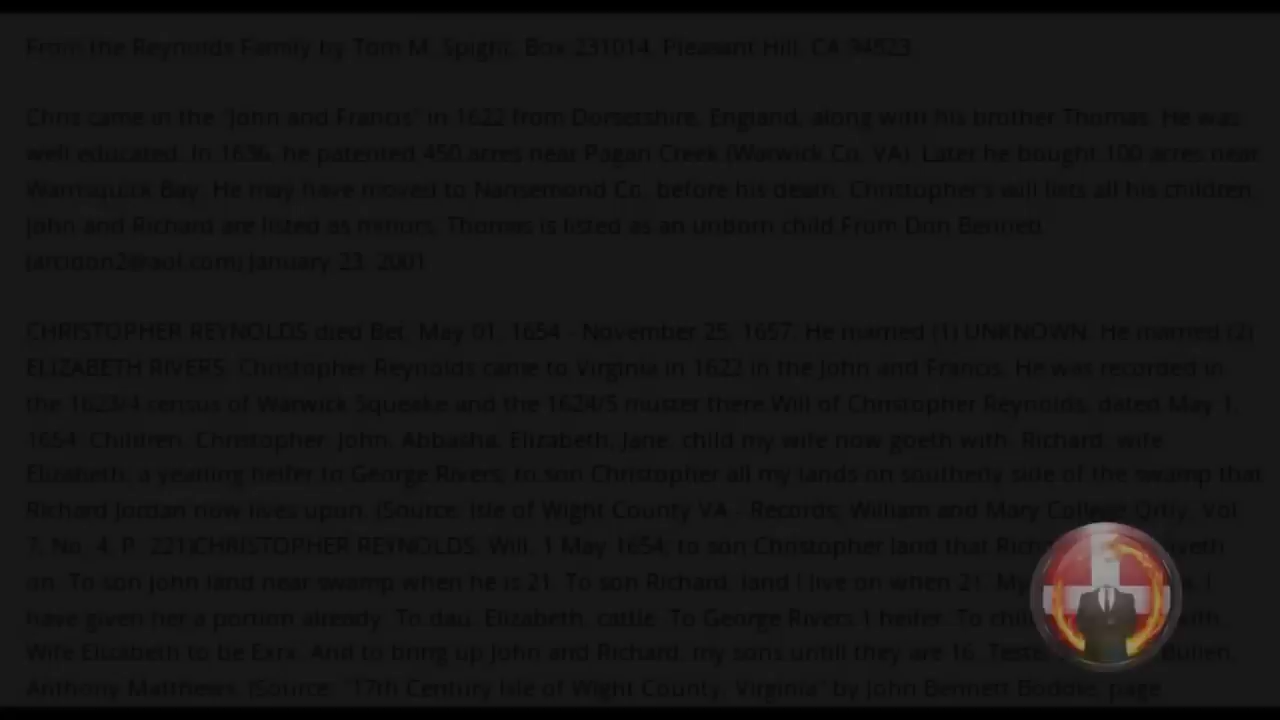 From the Reynolds Family by Tom M. Spight, Box 231014, Pleasant Hill, CA 94523
Chris came in the "John and Francis" in 1622 from Dorsetshire, England, along with his brother Thomas. He was
well educated. In 1636, he patented 450 acres near Pagan Creek (Warwick Co. VA). Later he bought 100 acres near
Warrisquick Bay. He may have moved to Nansemond Co. before his death. Christopher's will lists all his children.
John and Richard are listed as minors. Thomas is listed as an unborn child.From Don Bennett
(arcidon2@aol.com) January 23, 2001
CHRISTOPHER REYNOLDS died Bet. May 01, 1654 - November 25, 1657. He married (1) UNKNOWN. He married (2)
ELIZABETH RIVERS. Christopher Reynolds came to Virginia in 1622 in the John and Francis. He was recorded in
the 1623/4 census of Warwick Squeake and the 1624/5 muster there.Will of Christopher Reynolds, dated May 1,
1654. Children: Christopher, John, Abbasha, Elizabeth, Jane, child my wife now goeth with, Richard; wife
Elizabeth; a yearling heifer to George Rivers; to son Christopher all my lands on southerly side of the swamp that
Richard Jordan now lives upon. (Source: Isle of Wight County VA - Records; William and Mary College Qrtly, Vol.
7, No. 4, P. 221)CHRISTOPHER REYNOLDS: Will, 1 May 1654; to son Christopher land that liveth
on. To son John land near swamp when he is 21. To son Richard, land I live on when 21. My I
have given her a portion already. To dau. Elizabeth, cattle. To George Rivers 1 heifer. To with.
Wife Elizabeth to be Exrx. And to bring up John and Richard, my sons untill they are 16. Bullen,
Anthony Matthews. (Source: "17th Century Isle of Wight County, Virginia" by John Bennett Boddie, page